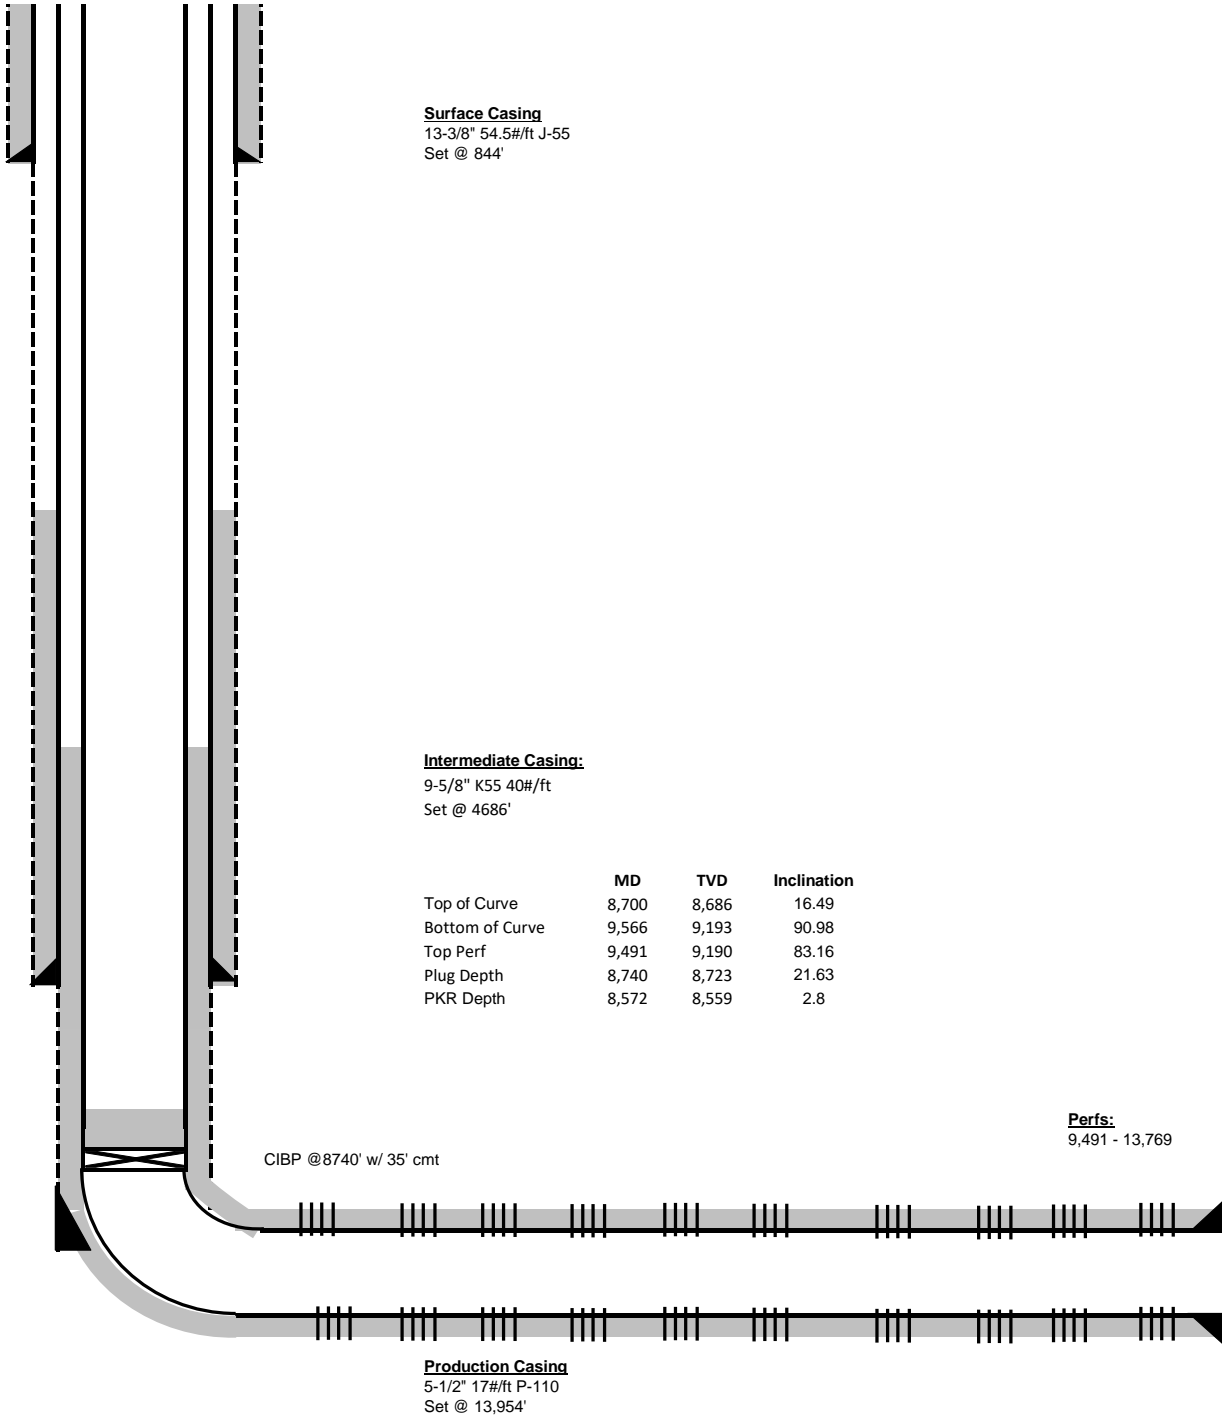 Surface Casing
13-3/8" 54.5#/ft J-55
Set @ 844'
Intermediate Casing:
9-5/8" K55 40#/ft
Set @ 4686'
MD TVD Inclination
Top of Curve 8,700 8,686 16.49
Bottom of Curve 9,566 9,193 90.98
Top Perf 9,491 9,190 83.16
Plug Depth 8,740 8,723 21.63
PKR Depth 8,572 8,559 2.8
Perfs:
9,491 - 13,769
CIBP @8740' w/ 35' cmt
Production Casing
5-1/2" 17#/ft P-110
Set @ 13,954'